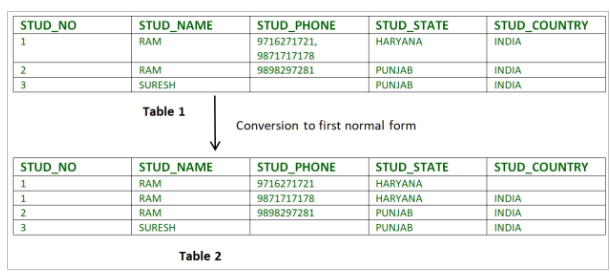 STUD_NO STUD_NAME STUD_PHONE STUD_STATE STUD_COUNTRY
1 RAM 9716271721, HARYANA INDIA
9871717178
2 RAM 9898297281 PUNJAB INDIA
3 SURESH PUNJAB INDIA
Table 1
Conversion to first normal form
STUD_NO STUD_NAME STUD_PHONE STUD_STATE STUD_COUNTRY
1 RAM 9716271721 HARYANA
1 RAM 9871717178 HARYANA INDIA
2 RAM 9898297281 PUNJAB INDIA
3 SURESH PUNJAB INDIA
Table 2